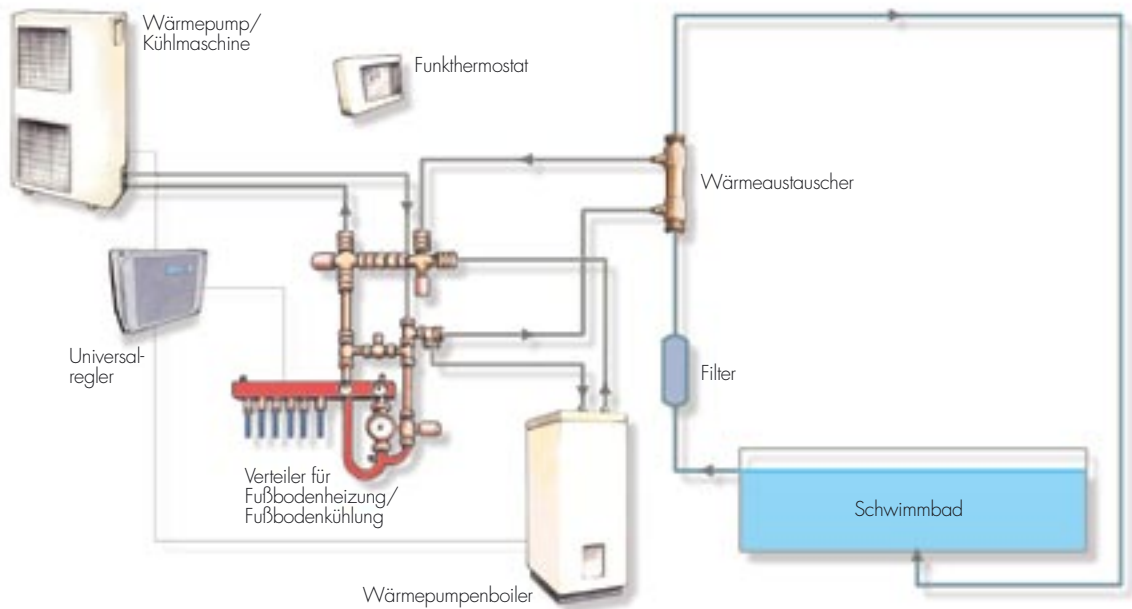 Wärmepump/
Kühlmaschine
Funkthermostat
Wärmeaustauscher
Universal-
regler
Filter
Verteiler für
Fußbodenheizung/
Fußbodenkühlung
Schwimmbad
Wärmepumpenboiler